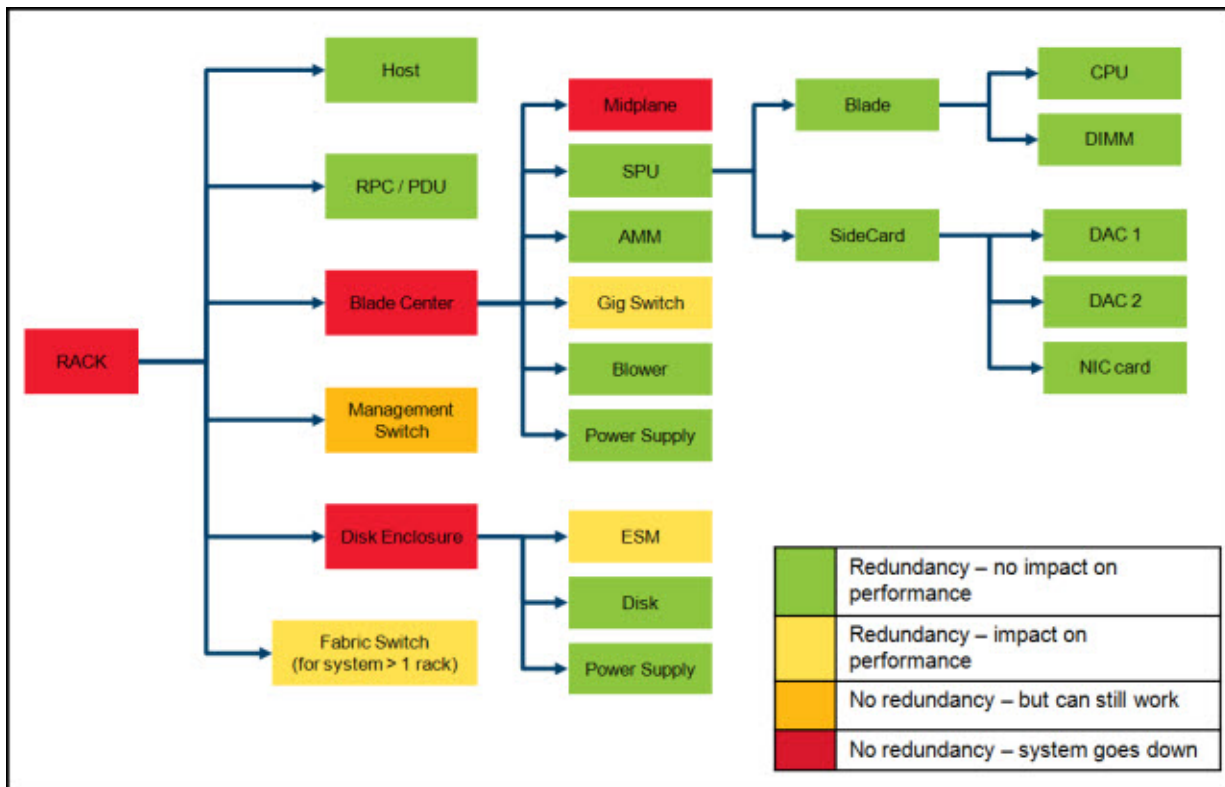 Host
RPC / PDU
Blade Center
RACK
Management
Switch
Disk Enclosure
Fabric Switch
(for system > 1 rack)
Midplane
SPU
AMM
Gig Switch
Blower
Power Supply
ESM
Disk
Power Supply
Blade
SideCard
CPU
DIMM
DAC 1
DAC 2
NIC card
Redundancy – no impact on
performance
Redundancy – impact on
performance
No redundancy – but can still work
No redundancy – system goes down